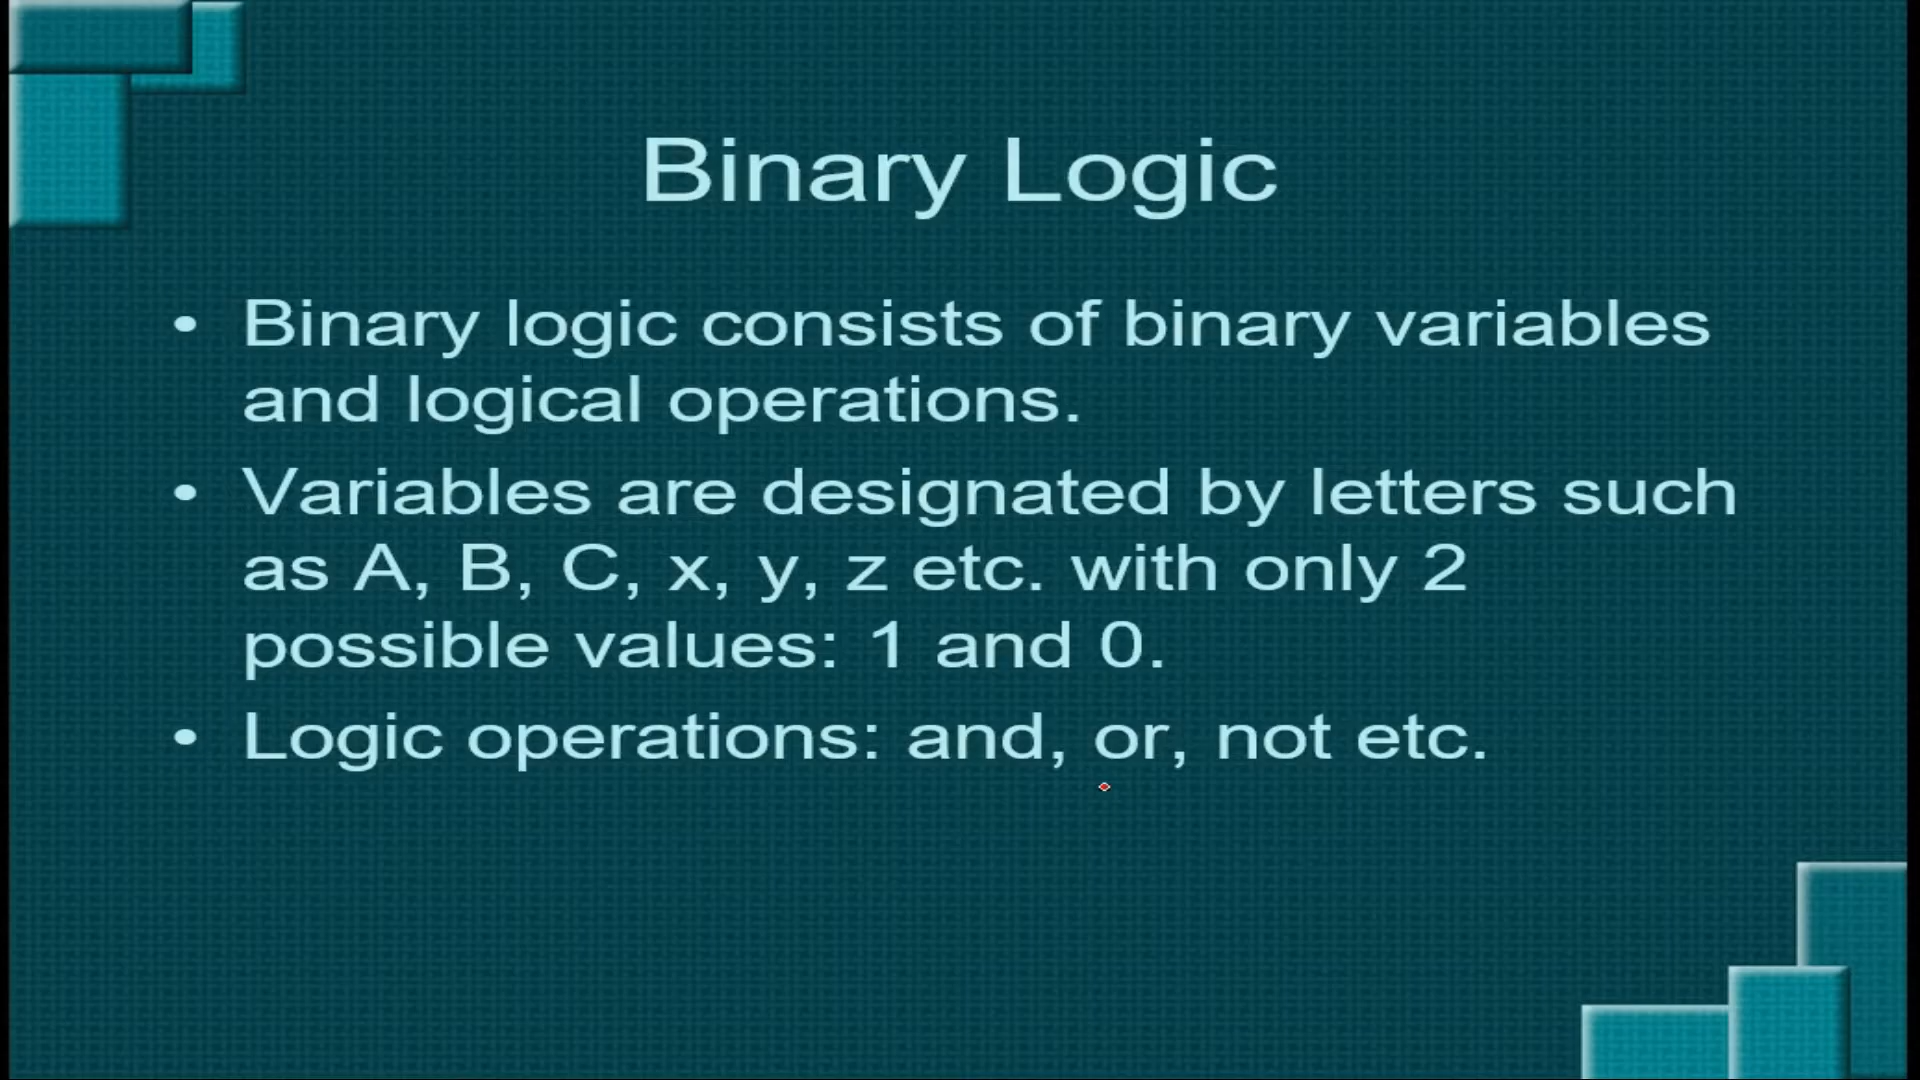 Binary Logic
• Binary logic consists of binary variables
and logical operations.
• Variables are designated by letters such
as A, B, C, x, y, z etc. with only 2
possible values: 1 and 0.
• Logic operations: and, or, not etc.